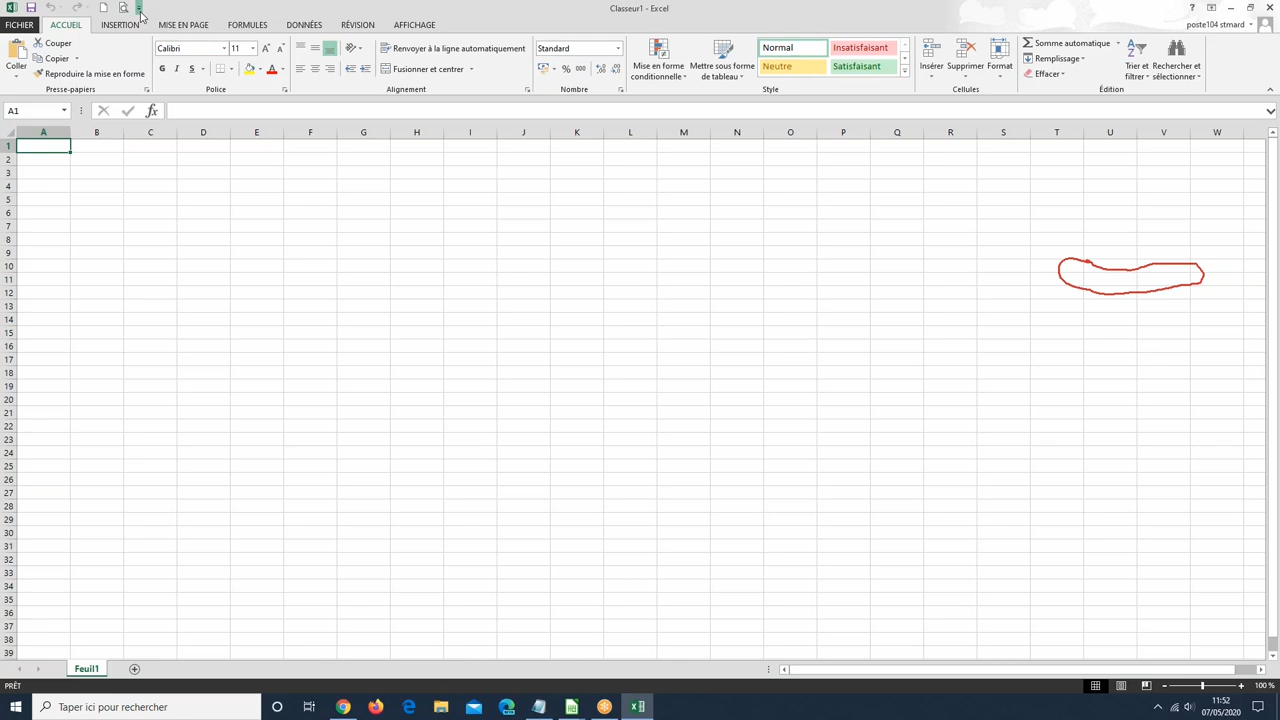 Classeur1 - Excel
FICHIER ACCUEIL INSERTION MISE EN PAGE FORMULES DONNÉES RÉVISION AFFICHAGE poste104 stmard
Coller
Couper
Copier
Reproduire la mise en forme
Presse-papiers
Calibri 11
G I S
Police
Renvoyer à la ligne automatiquement
Fusionner et centrer
Alignement
Standard
% 000
Nombre
Mise en forme conditionnelle
Mettre sous forme de tableau
Normal Insatisfaisant
Neutre Satisfaisant
Style
Insérer Supprimer Format
Cellules
Somme automatique
Remplissage
Effacer
Trier et filtrer
Rechercher et sélectionner
Édition
A1 fx
A B C D E F G H I J K L M N O P Q R S T U V W
1
2
3
4
5
6
7
8
9
10
11
12
13
14
15
16
17
18
19
20
21
22
23
24
25
26
27
28
29
30
31
32
33
34
35
36
37
38
39
Feuil1
PRÊT 100 %
Taper ici pour rechercher
11:52
07/05/2020